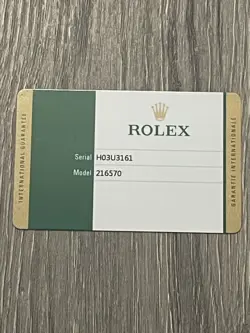 INTERNATIONAL GUARANTEE
ROLEX
Serial H03U3161
Model 216570
GARANTIE INTERNATIONALE